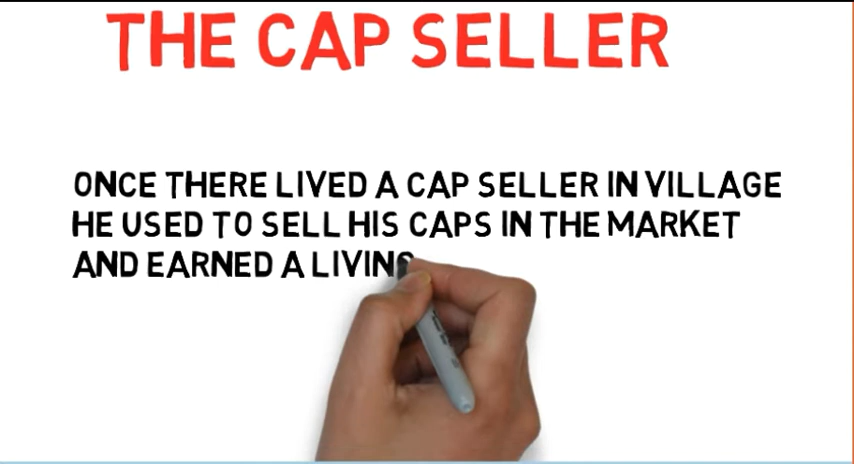 THE CAP SELLER
ONCE THERE LIVED A CAP SELLER IN VILLAGE
HE USED TO SELL HIS CAPS IN THE MARKET
AND EARNED A LIVING